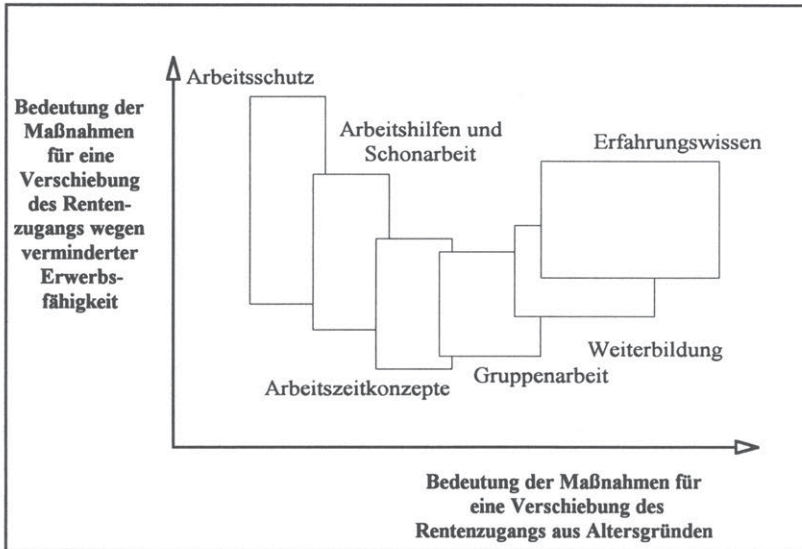 Bedeutung der
Maßnahmen
für eine
Verschiebung
des Renten-
zugangs wegen
verminderter
Erwerbs-
fähigkeit
Arbeitsschutz
Arbeitshilfen und
Schonarbeit
Erfahrungswissen
Arbeitszeitkonzepte
Gruppenarbeit
Weiterbildung
Bedeutung der Maßnahmen für
eine Verschiebung des
Rentenzugangs aus Altersgründen